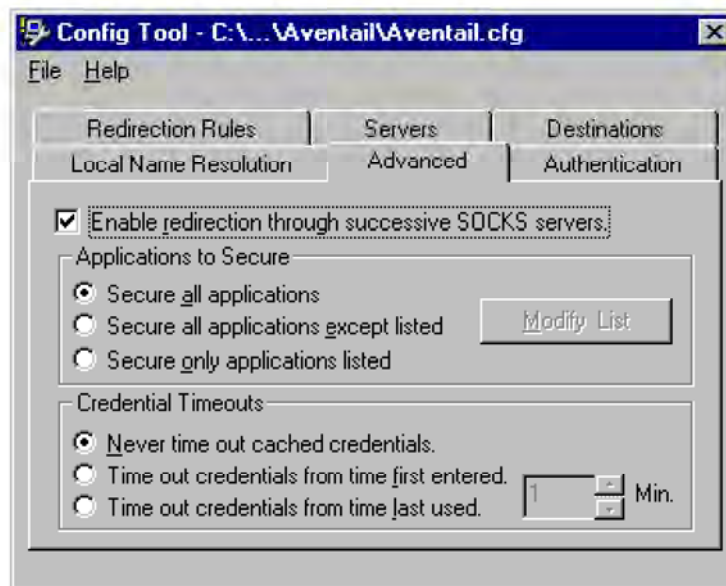 Config Tool - C:\...\Aventail\Aventail.cfg
File Help
Redirection Rules Servers Destinations
Local Name Resolution Advanced Authentication
Enable redirection through successive SOCKS servers.
Applications to Secure
Secure all applications
Secure all applications except listed
Modify List
Secure only applications listed
Credential Timeouts
Never time out cached credentials.
Time out credentials from time first entered.
1 Min.
Time out credentials from time last used.